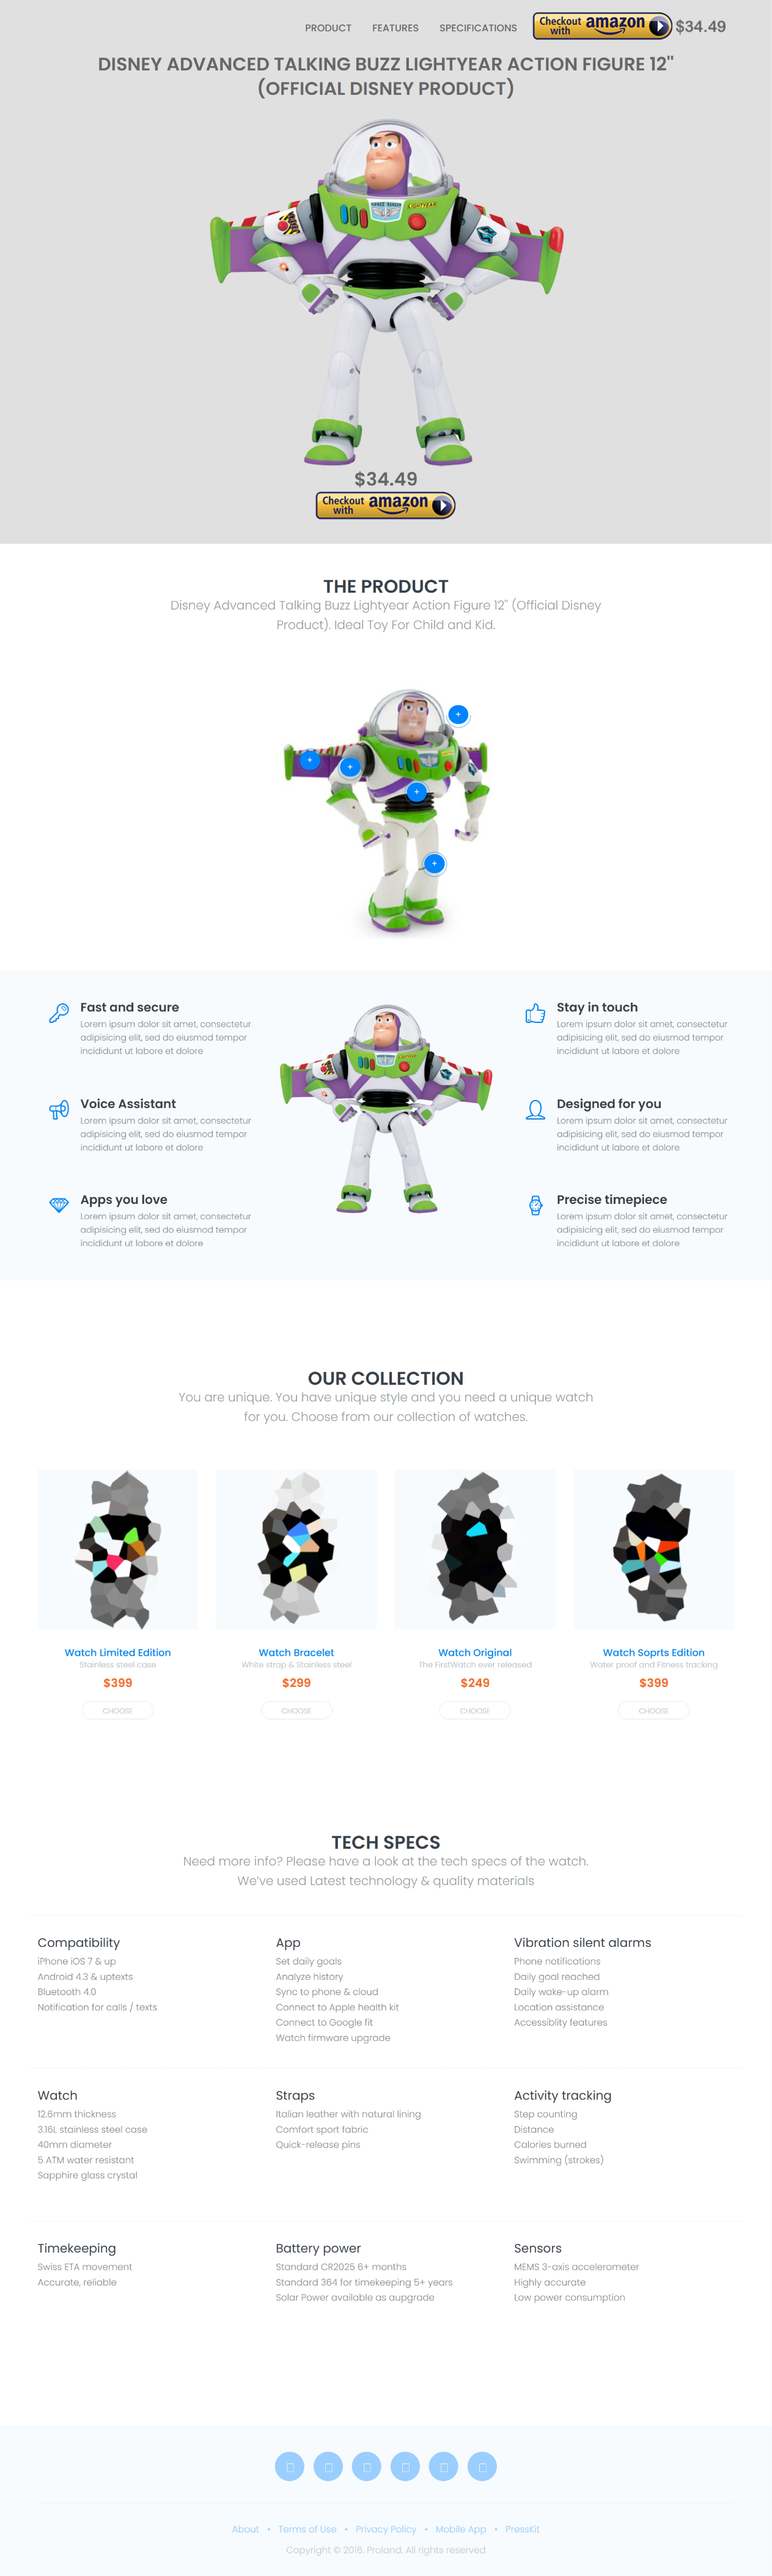 PRODUCT FEATURES SPECIFICATIONS Checkout with amazon $34.49
DISNEY ADVANCED TALKING BUZZ LIGHTYEAR ACTION FIGURE 12"
(OFFICIAL DISNEY PRODUCT)
SPACE RANGER
LIGHTYEAR
$34.49
Checkout with amazon
THE PRODUCT
Disney Advanced Talking Buzz Lightyear Action Figure 12" (Official Disney
Product). Ideal Toy For Child and Kid.
+
+
+
+
+
Fast and secure
Lorem ipsum dolor sit amet, consectetur
adipisicing elit, sed do eiusmod tempor
incididunt ut labore et dolore
Voice Assistant
Lorem ipsum dolor sit amet, consectetur
adipisicing elit, sed do eiusmod tempor
incididunt ut labore et dolore
Apps you love
Lorem ipsum dolor sit amet, consectetur
adipisicing elit, sed do eiusmod tempor
incididunt ut labore et dolore
Stay in touch
Lorem ipsum dolor sit amet, consectetur
adipisicing elit, sed do eiusmod tempor
incididunt ut labore et dolore
Designed for you
Lorem ipsum dolor sit amet, consectetur
adipisicing elit, sed do eiusmod tempor
incididunt ut labore et dolore
Precise timepiece
Lorem ipsum dolor sit amet, consectetur
adipisicing elit, sed do eiusmod tempor
incididunt ut labore et dolore
OUR COLLECTION
You are unique. You have unique style and you need a unique watch
for you. Choose from our collection of watches.
Watch Limited Edition
Stainless steel case
$399
CHOOSE
Watch Bracelet
White strap & Stainless steel
$299
CHOOSE
Watch Original
The FirstWatch ever released
$249
CHOOSE
Watch Soprts Edition
Water proof and Fitness tracking
$399
CHOOSE
TECH SPECS
Need more info? Please have a look at the tech specs of the watch.
We've used Latest technology & quality materials
Compatibility
iPhone iOS 7 & up
Android 4.3 & uptexts
Bluetooth 4.0
Notification for calls / texts
App
Set daily goals
Analyze history
Sync to phone & cloud
Connect to Apple health kit
Connect to Google fit
Watch firmware upgrade
Vibration silent alarms
Phone notifications
Daily goal reached
Daily wake-up alarm
Location assistance
Accessiblity features
Watch
12.6mm thickness
3.16L stainless steel case
40mm diameter
5 ATM water resistant
Sapphire glass crystal
Straps
Italian leather with natural lining
Comfort sport fabric
Quick-release pins
Activity tracking
Step counting
Distance
Calories burned
Swimming (strokes)
Timekeeping
Swiss ETA movement
Accurate, reliable
Battery power
Standard CR2025 6+ months
Standard 364 for timekeeping 5+ years
Solar Power available as aupgrade
Sensors
MEMS 3-axis accelerometer
Highly accurate
Low power consumption
About • Terms of Use • Privacy Policy • Mobile App • PressKit
Copyright © 2016, Proland, All rights reserved